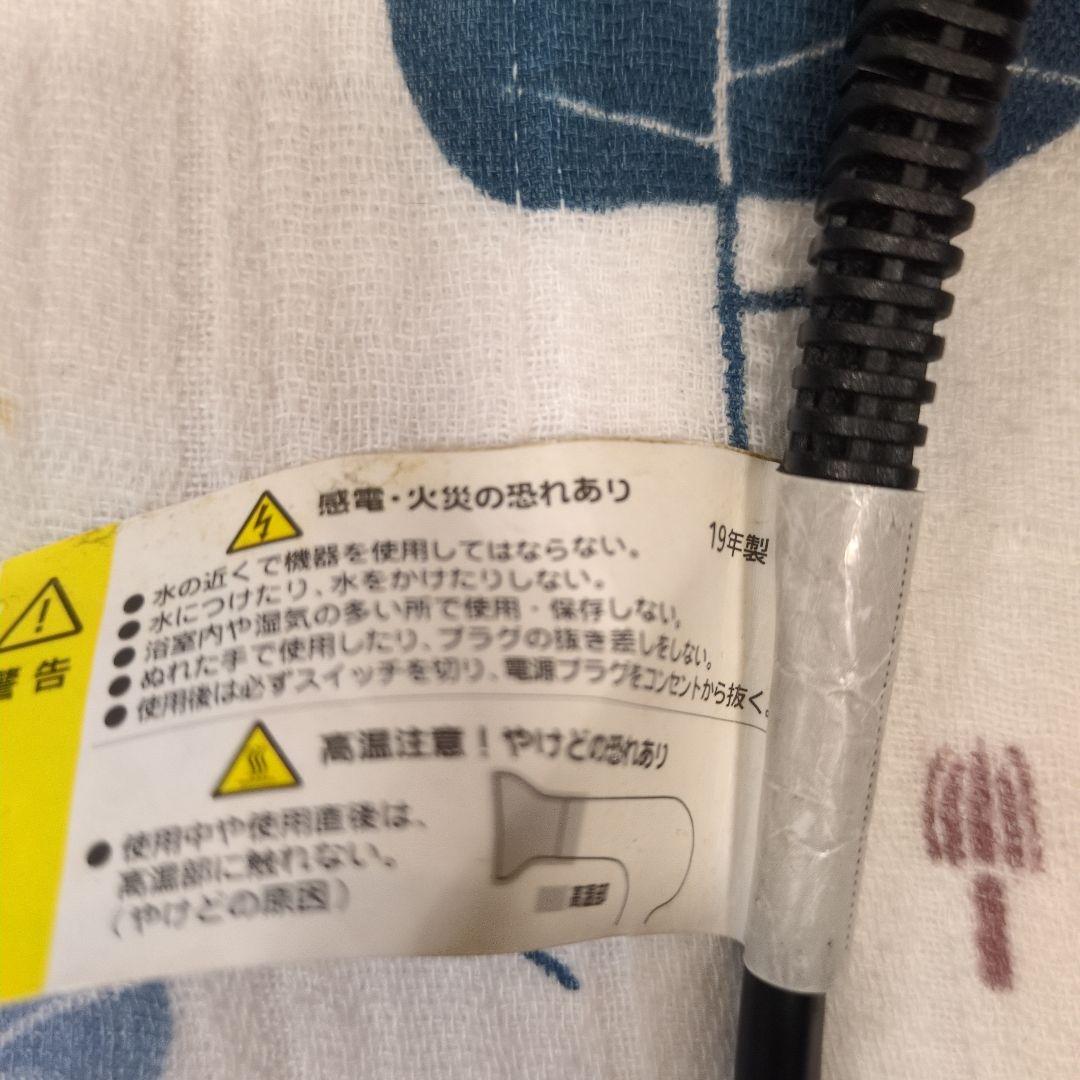 警告
感電・火災の恐れあり
19年製
●水の近くで機器を使用してはならない。
●水につけたり、水をかけたりしない。
●浴室内や湿気の多い所で使用・保存しない。
●ぬれた手で使用したり、プラグの抜き差しをしない。
●使用後は必ずスイッチを切り、電源プラグをコンセントから抜く。
高温注意！やけどの恐れあり
●使用中や使用直後は、
高温部に触れない。
(やけどの原因)
高温部